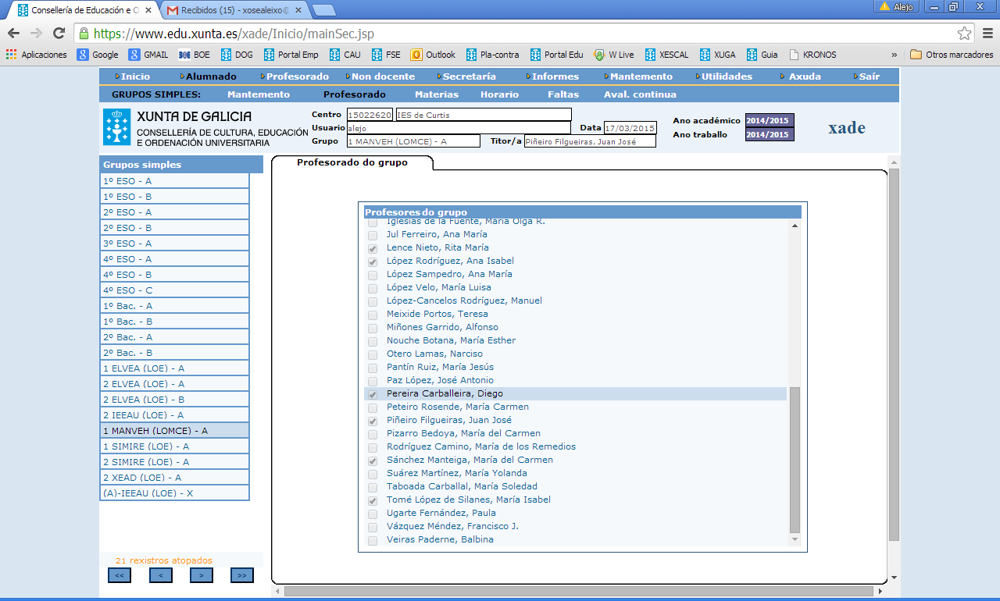 Consellería de Educación e O
Recibidos (15) - xosealeixo@
Alejo
https://www.edu.xunta.es/xade/Inicio/mainSec.jsp
Aplicaciones Google GMAIL BOE DOG Portal Emp CAU FSE Outlook Pla-contra Portal Edu W Live XESCAL XUGA Guia KRONOS » Otros marcadores
Inicio Alumnado Profesorado Non docente Secretaría Informes Mantemento Utilidades Axuda Saír
GRUPOS SIMPLES: Mantemento Profesorado Materias Horario Faltas Aval. continua
XUNTA DE GALICIA
CONSELLERÍA DE CULTURA, EDUCACIÓN
E ORDENACIÓN UNIVERSITARIA
Centro 15022620 IES de Curtis
Usuario alejo Data 17/03/2015
Grupo 1 MANVEH (LOMCE) - A Titor/a Piñeiro Filgueiras, Juan José
Ano académico 2014/2015
Ano traballo 2014/2015
xade
Grupos simples
1º ESO - A
1º ESO - B
2º ESO - A
2º ESO - B
3º ESO - A
4º ESO - A
4º ESO - B
4º ESO - C
1º Bac. - A
1º Bac. - B
2º Bac. - A
2º Bac. - B
1 ELVEA (LOE) - A
2 ELVEA (LOE) - A
2 ELVEA (LOE) - B
2 IEEAU (LOE) - A
1 MANVEH (LOMCE) - A
1 SIMIRE (LOE) - A
2 SIMIRE (LOE) - A
2 XEAD (LOE) - A
(A)-IEEAU (LOE) - X
21 rexistros atopados
<< < > >>
Profesorado do grupo
Profesores do grupo
Iglesias de la Fuente, María Olga R.
Jul Ferreiro, Ana María
Lence Nieto, Rita María
López Rodríguez, Ana Isabel
López Sampedro, Ana María
López Velo, María Luisa
López-Cancelos Rodríguez, Manuel
Meixide Portos, Teresa
Miñones Garrido, Alfonso
Nouche Botana, María Esther
Otero Lamas, Narciso
Pantín Ruiz, María Jesús
Paz López, José Antonio
Pereira Carballeira, Diego
Peteiro Rosende, María Carmen
Piñeiro Filgueiras, Juan José
Pizarro Bedoya, María del Carmen
Rodríguez Camino, María de los Remedios
Sánchez Manteiga, María del Carmen
Suárez Martínez, María Yolanda
Taboada Carballal, María Soledad
Tomé López de Silanes, María Isabel
Ugarte Fernández, Paula
Vázquez Méndez, Francisco J.
Veiras Paderne, Balbina